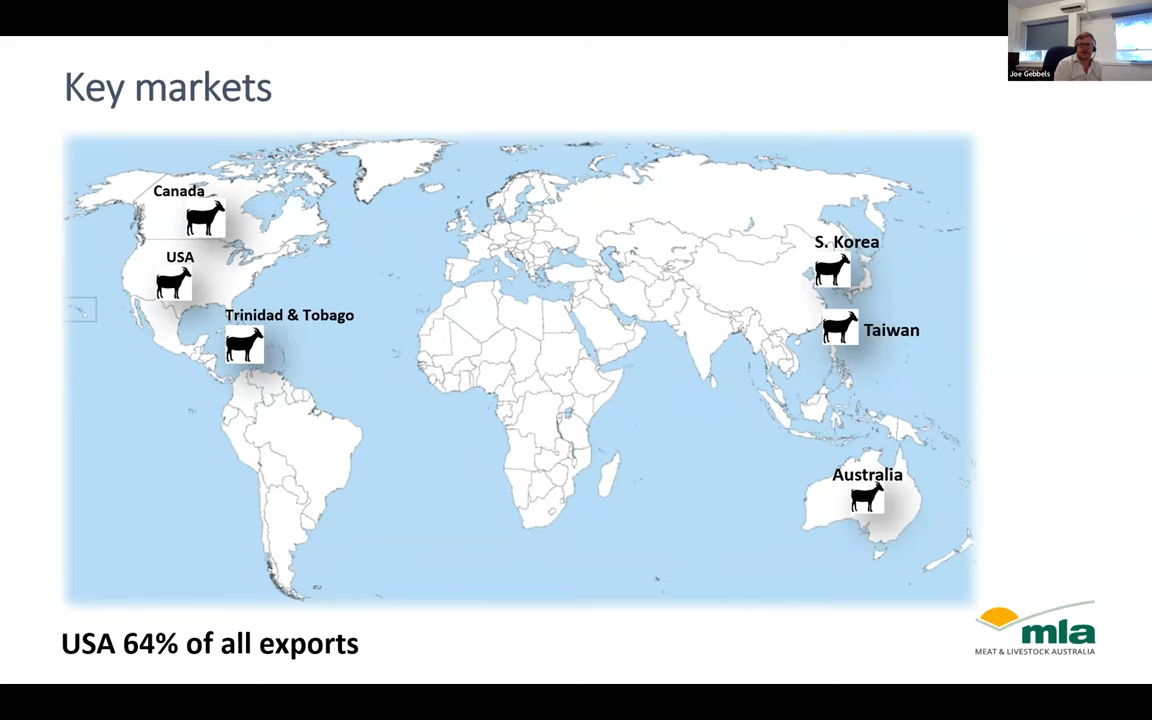 Key markets
Joe Gebbels
Canada
USA
Trinidad & Tobago
S. Korea
Taiwan
Australia
USA 64% of all exports
mla
MEAT & LIVESTOCK AUSTRALIA